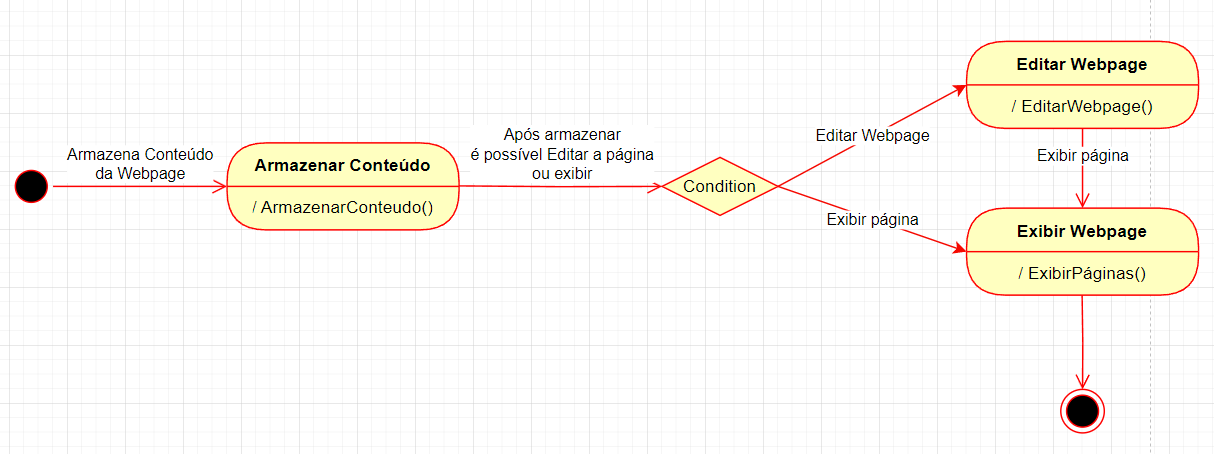 Armazena Conteúdo
da Webpage
Armazenar Conteúdo
/ ArmazenarConteudo()
Após armazenar
é possível Editar a página
ou exibir
Condition
Editar Webpage
Exibir página
Editar Webpage
/ EditarWebpage()
Exibir página
Exibir Webpage
/ ExibirPáginas()